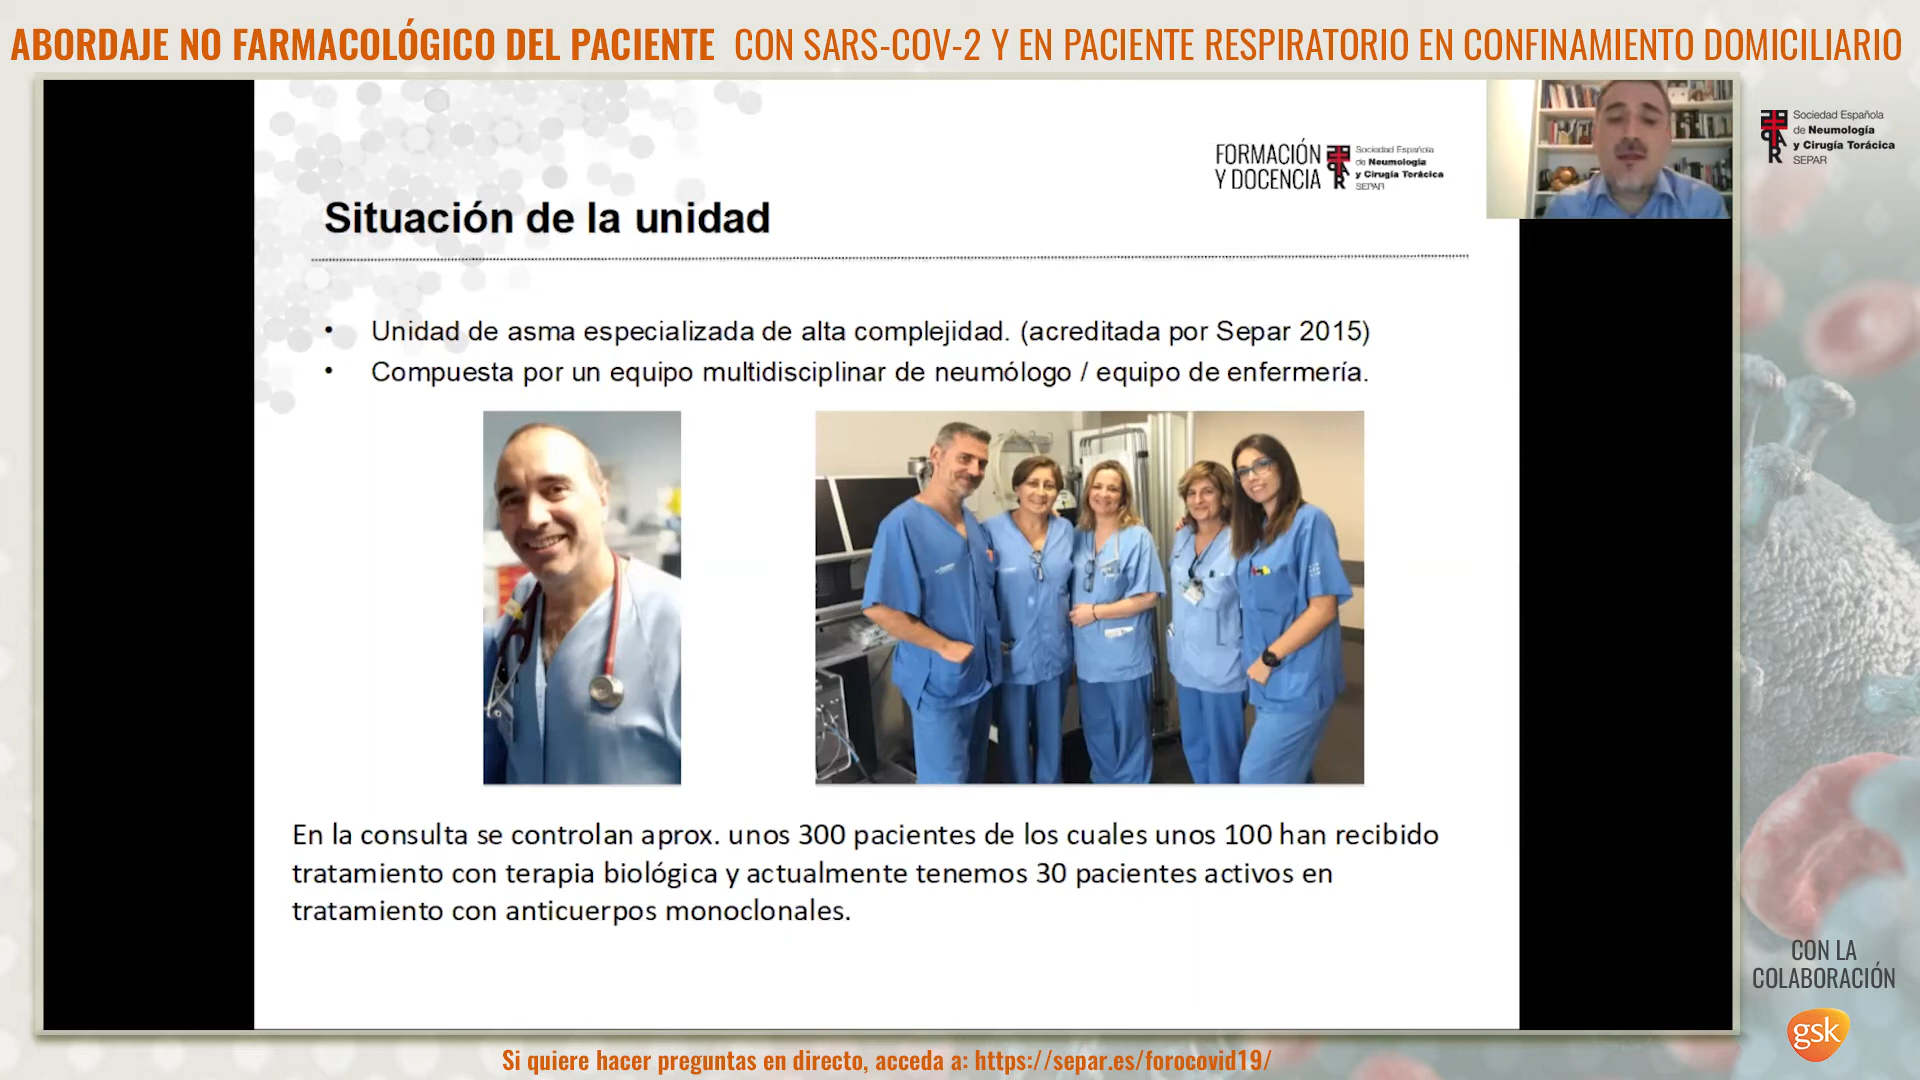 ABORDAJE NO FARMACOLÓGICO DEL PACIENTE CON SARS-COV-2 Y EN PACIENTE RESPIRATORIO EN CONFINAMIENTO DOMICILIARIO
FORMACIÓN
Y DOCENCIA
Sociedad Española
de Neumología
y Cirugía Torácica
SEPAR
Sociedad Española
de Neumología
y Cirugía Torácica
SEPAR
Situación de la unidad
• Unidad de asma especializada de alta complejidad. (acreditada por Separ 2015)
• Compuesta por un equipo multidisciplinar de neumólogo / equipo de enfermería.
En la consulta se controlan aprox. unos 300 pacientes de los cuales unos 100 han recibido
tratamiento con terapia biológica y actualmente tenemos 30 pacientes activos en
tratamiento con anticuerpos monoclonales.
CON LA
COLABORACIÓN
gsk
Si quiere hacer preguntas en directo, acceda a: https://separ.es/forocovid19/